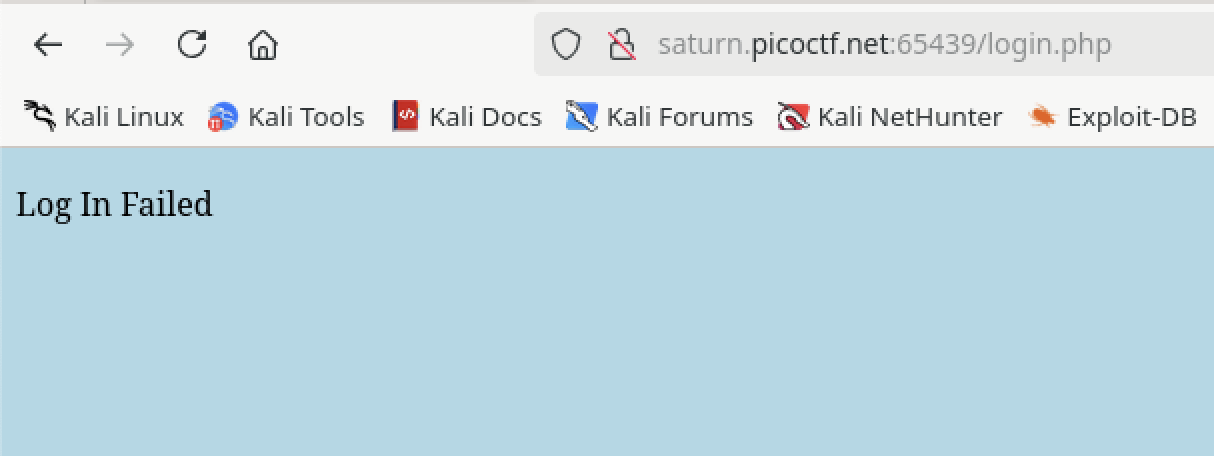 saturn.picoctf.net:65439/login.php
Kali Linux Kali Tools Kali Docs Kali Forums Kali NetHunter Exploit-DB
Log In Failed